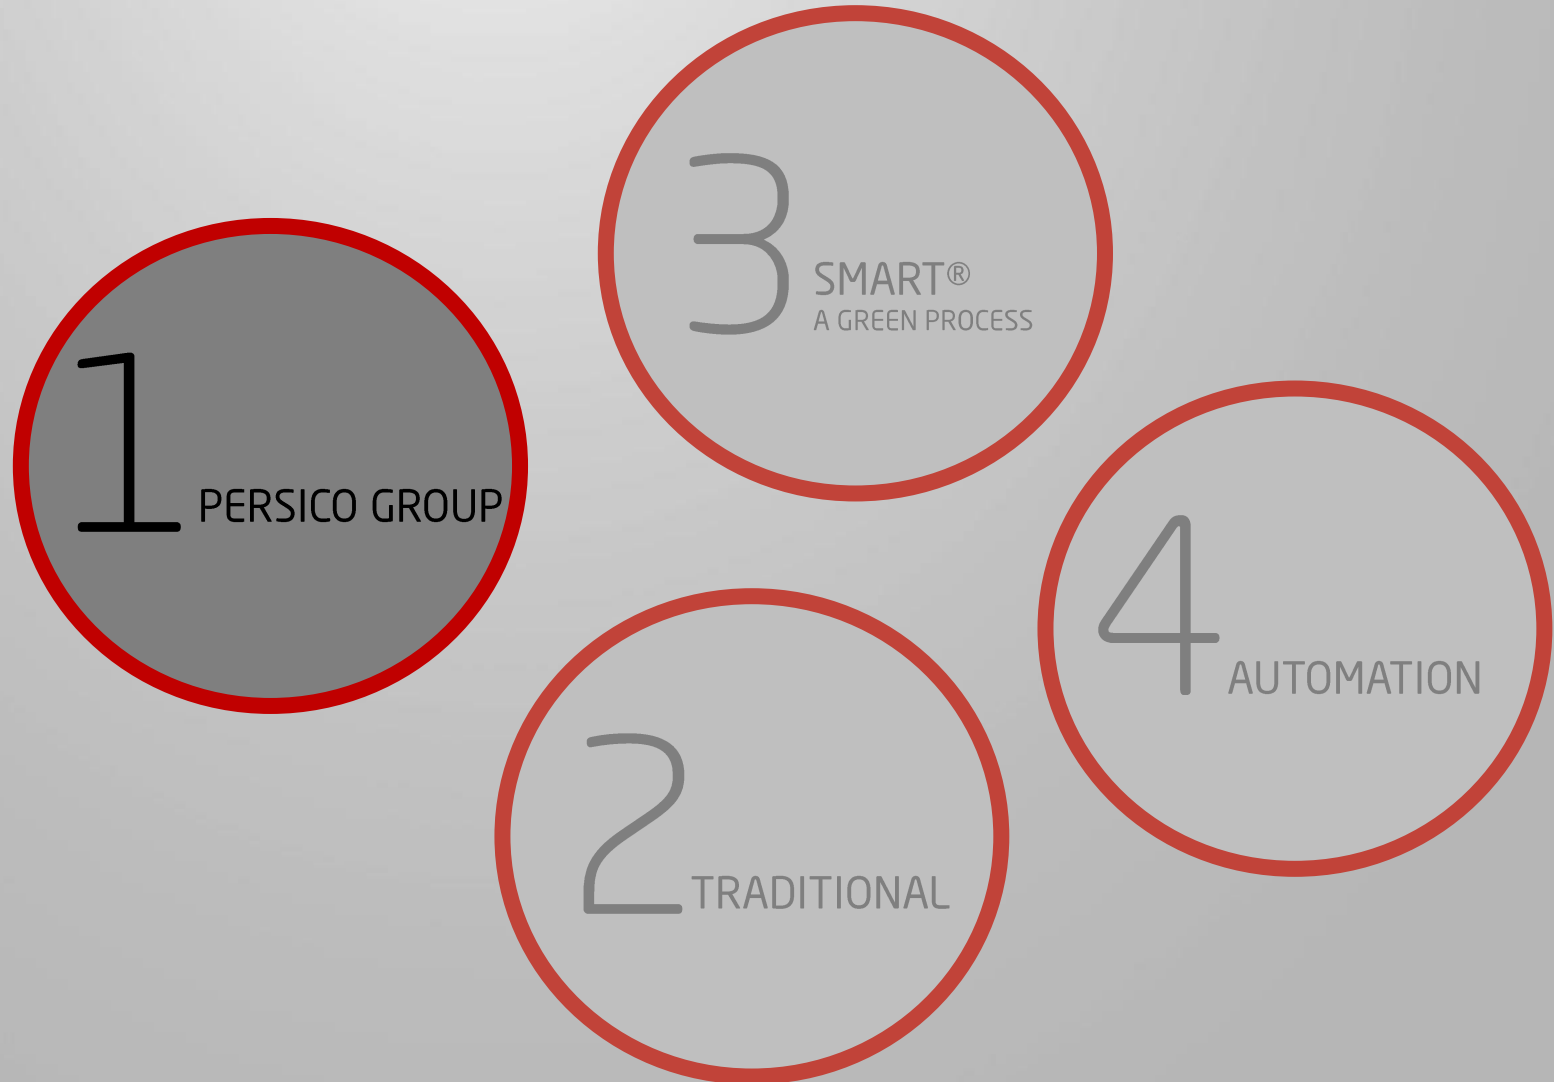 1 PERSICO GROUP
2 TRADITIONAL
3 SMART®
A GREEN PROCESS
4 AUTOMATION